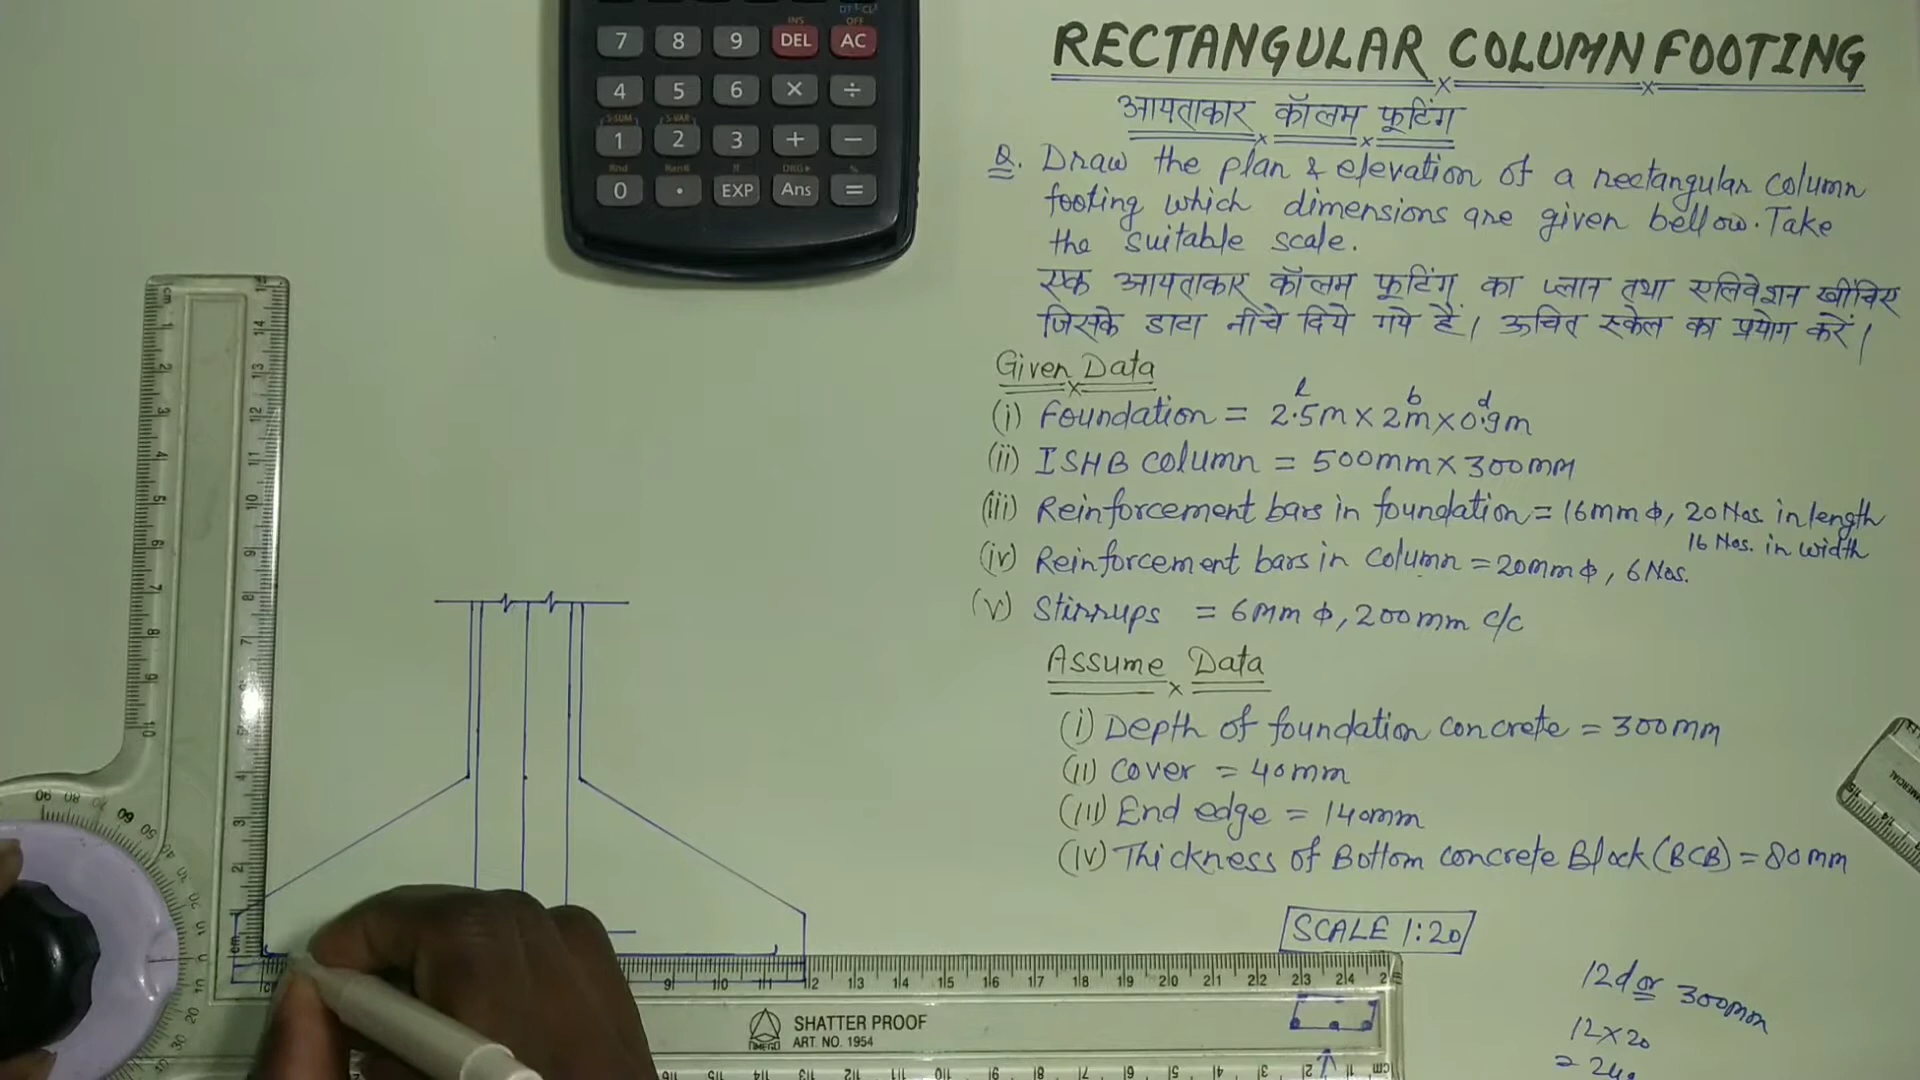 RECTANGULAR COLUMN FOOTING
आयताकार कॉलम फूटिंग
Q. Draw the plan & elevation of a rectangular column
footing which dimensions are given bellow. Take
the suitable scale.
एक आयताकार कॉलम फूटिंग का प्लान तथा एलिवेशन खींचिए
जिसके डाटा नीचे दिये गये हैं। ऊचित स्केल का प्रयोग करें।
Given Data
l b d
(i) Foundation = 2.5m × 2m × 0.9m
(ii) ISHB column = 500mm × 300mm
(iii) Reinforcement bars in foundation = 16mm ϕ, 20 Nos. in length
16 Nos. in width
(iv) Reinforcement bars in column = 20mm ϕ, 6 Nos.
(v) Stirrups = 6mm ϕ, 200mm c/c
Assume Data
(i) Depth of foundation concrete = 300mm
(ii) Cover = 40mm
(iii) End edge = 140mm
(iv) Thickness of Bottom concrete Block (BCB) = 80mm
SCALE 1:20
12d or 300mm
12×20
7 8 9 DEL AC
4 5 6 × ÷
1 2 3 + −
0 . EXP Ans =
SHATTER PROOF
ART. NO. 1954